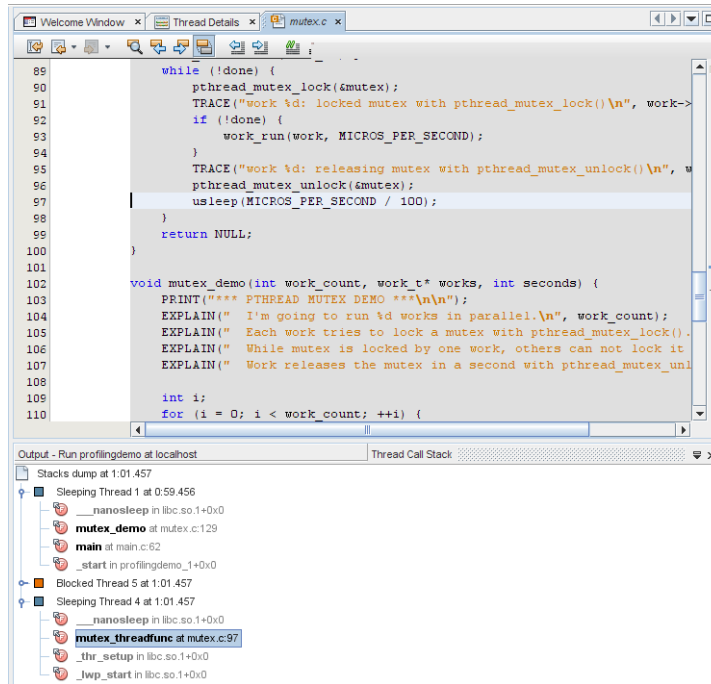 Welcome Window × Thread Details × mutex.c ×
89 while (!done) {
90 pthread_mutex_lock(&mutex);
91 TRACE("work %d: locked mutex with pthread_mutex_lock()\n", work->
92 if (!done) {
93 work_run(work, MICROS_PER_SECOND);
94 }
95 TRACE("work %d: releasing mutex with pthread_mutex_unlock()\n", w
96 pthread_mutex_unlock(&mutex);
97 usleep(MICROS_PER_SECOND / 100);
98 }
99 return NULL;
100 }
101
102 void mutex_demo(int work_count, work_t* works, int seconds) {
103 PRINT("*** PTHREAD MUTEX DEMO ***\n\n");
104 EXPLAIN("  I'm going to run %d works in parallel.\n", work_count);
105 EXPLAIN("  Each work tries to lock a mutex with pthread_mutex_lock().
106 EXPLAIN("  While mutex is locked by one work, others can not lock it
107 EXPLAIN("  Work releases the mutex in a second with pthread_mutex_unl
108
109 int i;
110 for (i = 0; i < work_count; ++i) {
Output - Run profilingdemo at localhost Thread Call Stack
Stacks dump at 1:01.457
Sleeping Thread 1 at 0:59.456
___nanosleep in libc.so.1+0x0
mutex_demo at mutex.c:129
main at main.c:62
_start in profilingdemo_1+0x0
Blocked Thread 5 at 1:01.457
Sleeping Thread 4 at 1:01.457
___nanosleep in libc.so.1+0x0
mutex_threadfunc at mutex.c:97
_thr_setup in libc.so.1+0x0
_lwp_start in libc.so.1+0x0